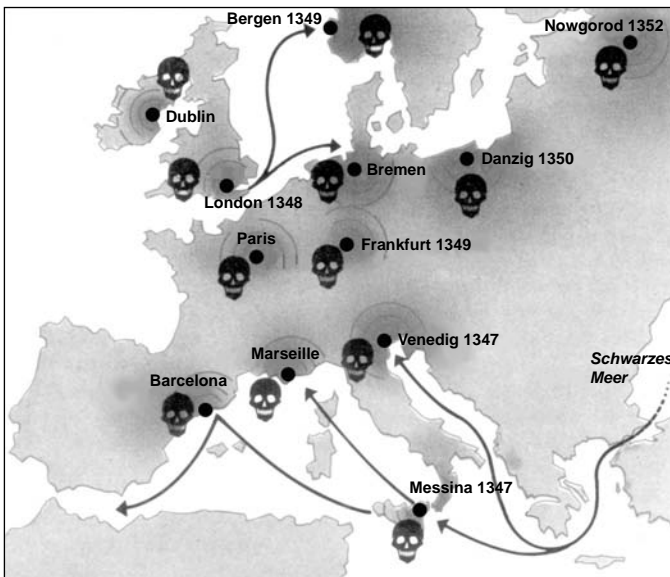 Bergen 1349
Nowgorod 1352
Dublin
Danzig 1350
Bremen
London 1348
Paris
Frankfurt 1349
Venedig 1347
Marseille
Schwarzes
Meer
Barcelona
Messina 1347